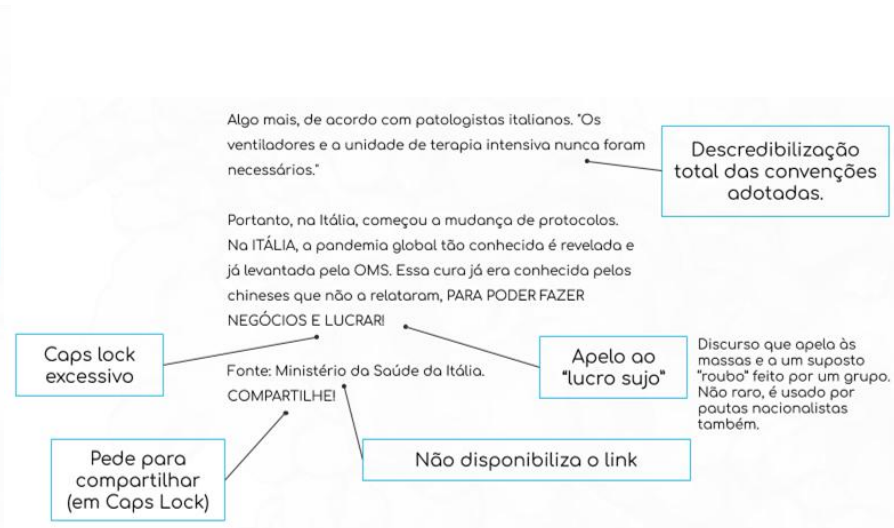 Algo mais, de acordo com patologistas italianos. "Os
ventiladores e a unidade de terapia intensiva nunca foram
necessários."
Descredibilização
total das convenções
adotadas.
Portanto, na Itália, começou a mudança de protocolos.
Na ITÁLIA, a pandemia global tão conhecida é revelada e
já levantada pela OMS. Essa cura já era conhecida pelos
chineses que não a relataram, PARA PODER FAZER
NEGÓCIOS E LUCRAR!
Caps lock
excessivo
Apelo ao
"lucro sujo"
Discurso que apela às
massas e a um suposto
"roubo" feito por um grupo.
Não raro, é usado por
pautas nacionalistas
também.
Fonte: Ministério da Saúde da Itália.
COMPARTILHE!
Pede para
compartilhar
(em Caps Lock)
Não disponibiliza o link